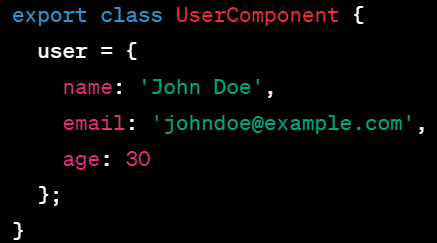 export class UserComponent {
  user = {
    name: 'John Doe',
    email: 'johndoe@example.com',
    age: 30
  };
}